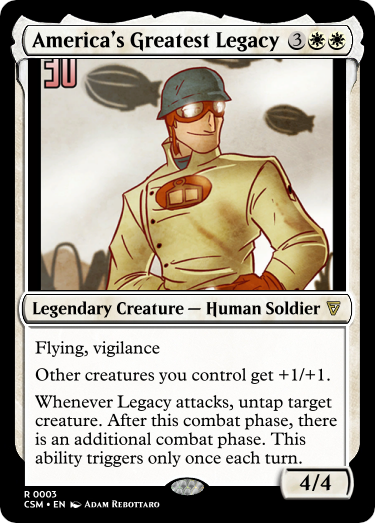 America's Greatest Legacy 3
30
Legendary Creature — Human Soldier
Flying, vigilance
Other creatures you control get +1/+1.
Whenever Legacy attacks, untap target
creature. After this combat phase, there
is an additional combat phase. This
ability triggers only once each turn.
4/4
R 0003
CSM • EN Adam Rebottaro